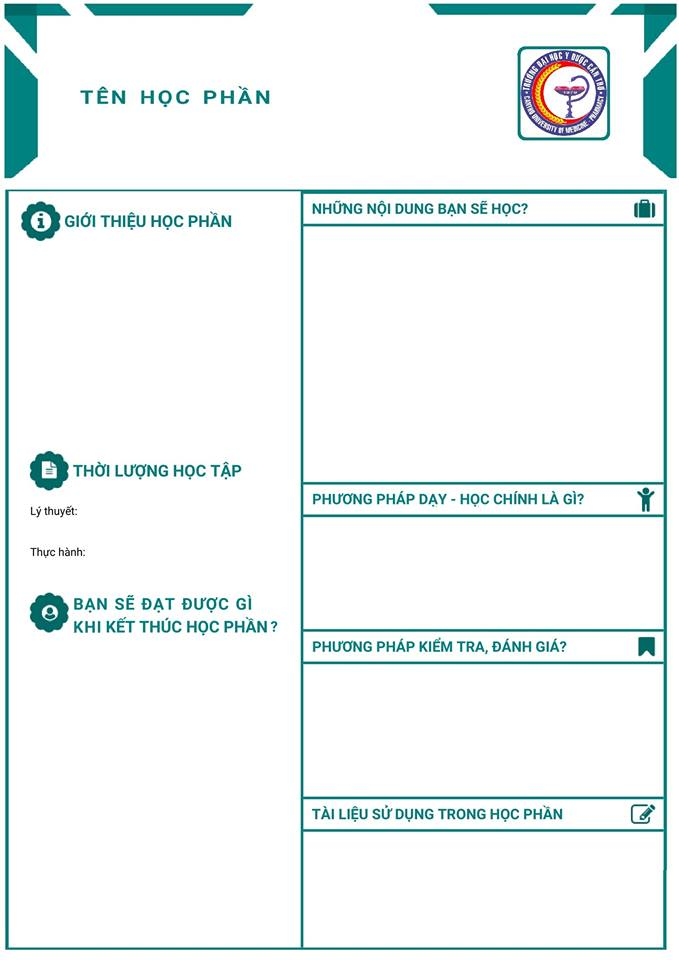 TÊN HỌC PHẦN
TRƯỜNG ĐẠI HỌC Y DƯỢC CẦN THƠ
CANTHO UNIVERSITY OF MEDICINE - PHARMACY
GIỚI THIỆU HỌC PHẦN
THỜI LƯỢNG HỌC TẬP
Lý thuyết:
Thực hành:
BẠN SẼ ĐẠT ĐƯỢC GÌ
KHI KẾT THÚC HỌC PHẦN?
NHỮNG NỘI DUNG BẠN SẼ HỌC?
PHƯƠNG PHÁP DẠY - HỌC CHÍNH LÀ GÌ?
PHƯƠNG PHÁP KIỂM TRA, ĐÁNH GIÁ?
TÀI LIỆU SỬ DỤNG TRONG HỌC PHẦN